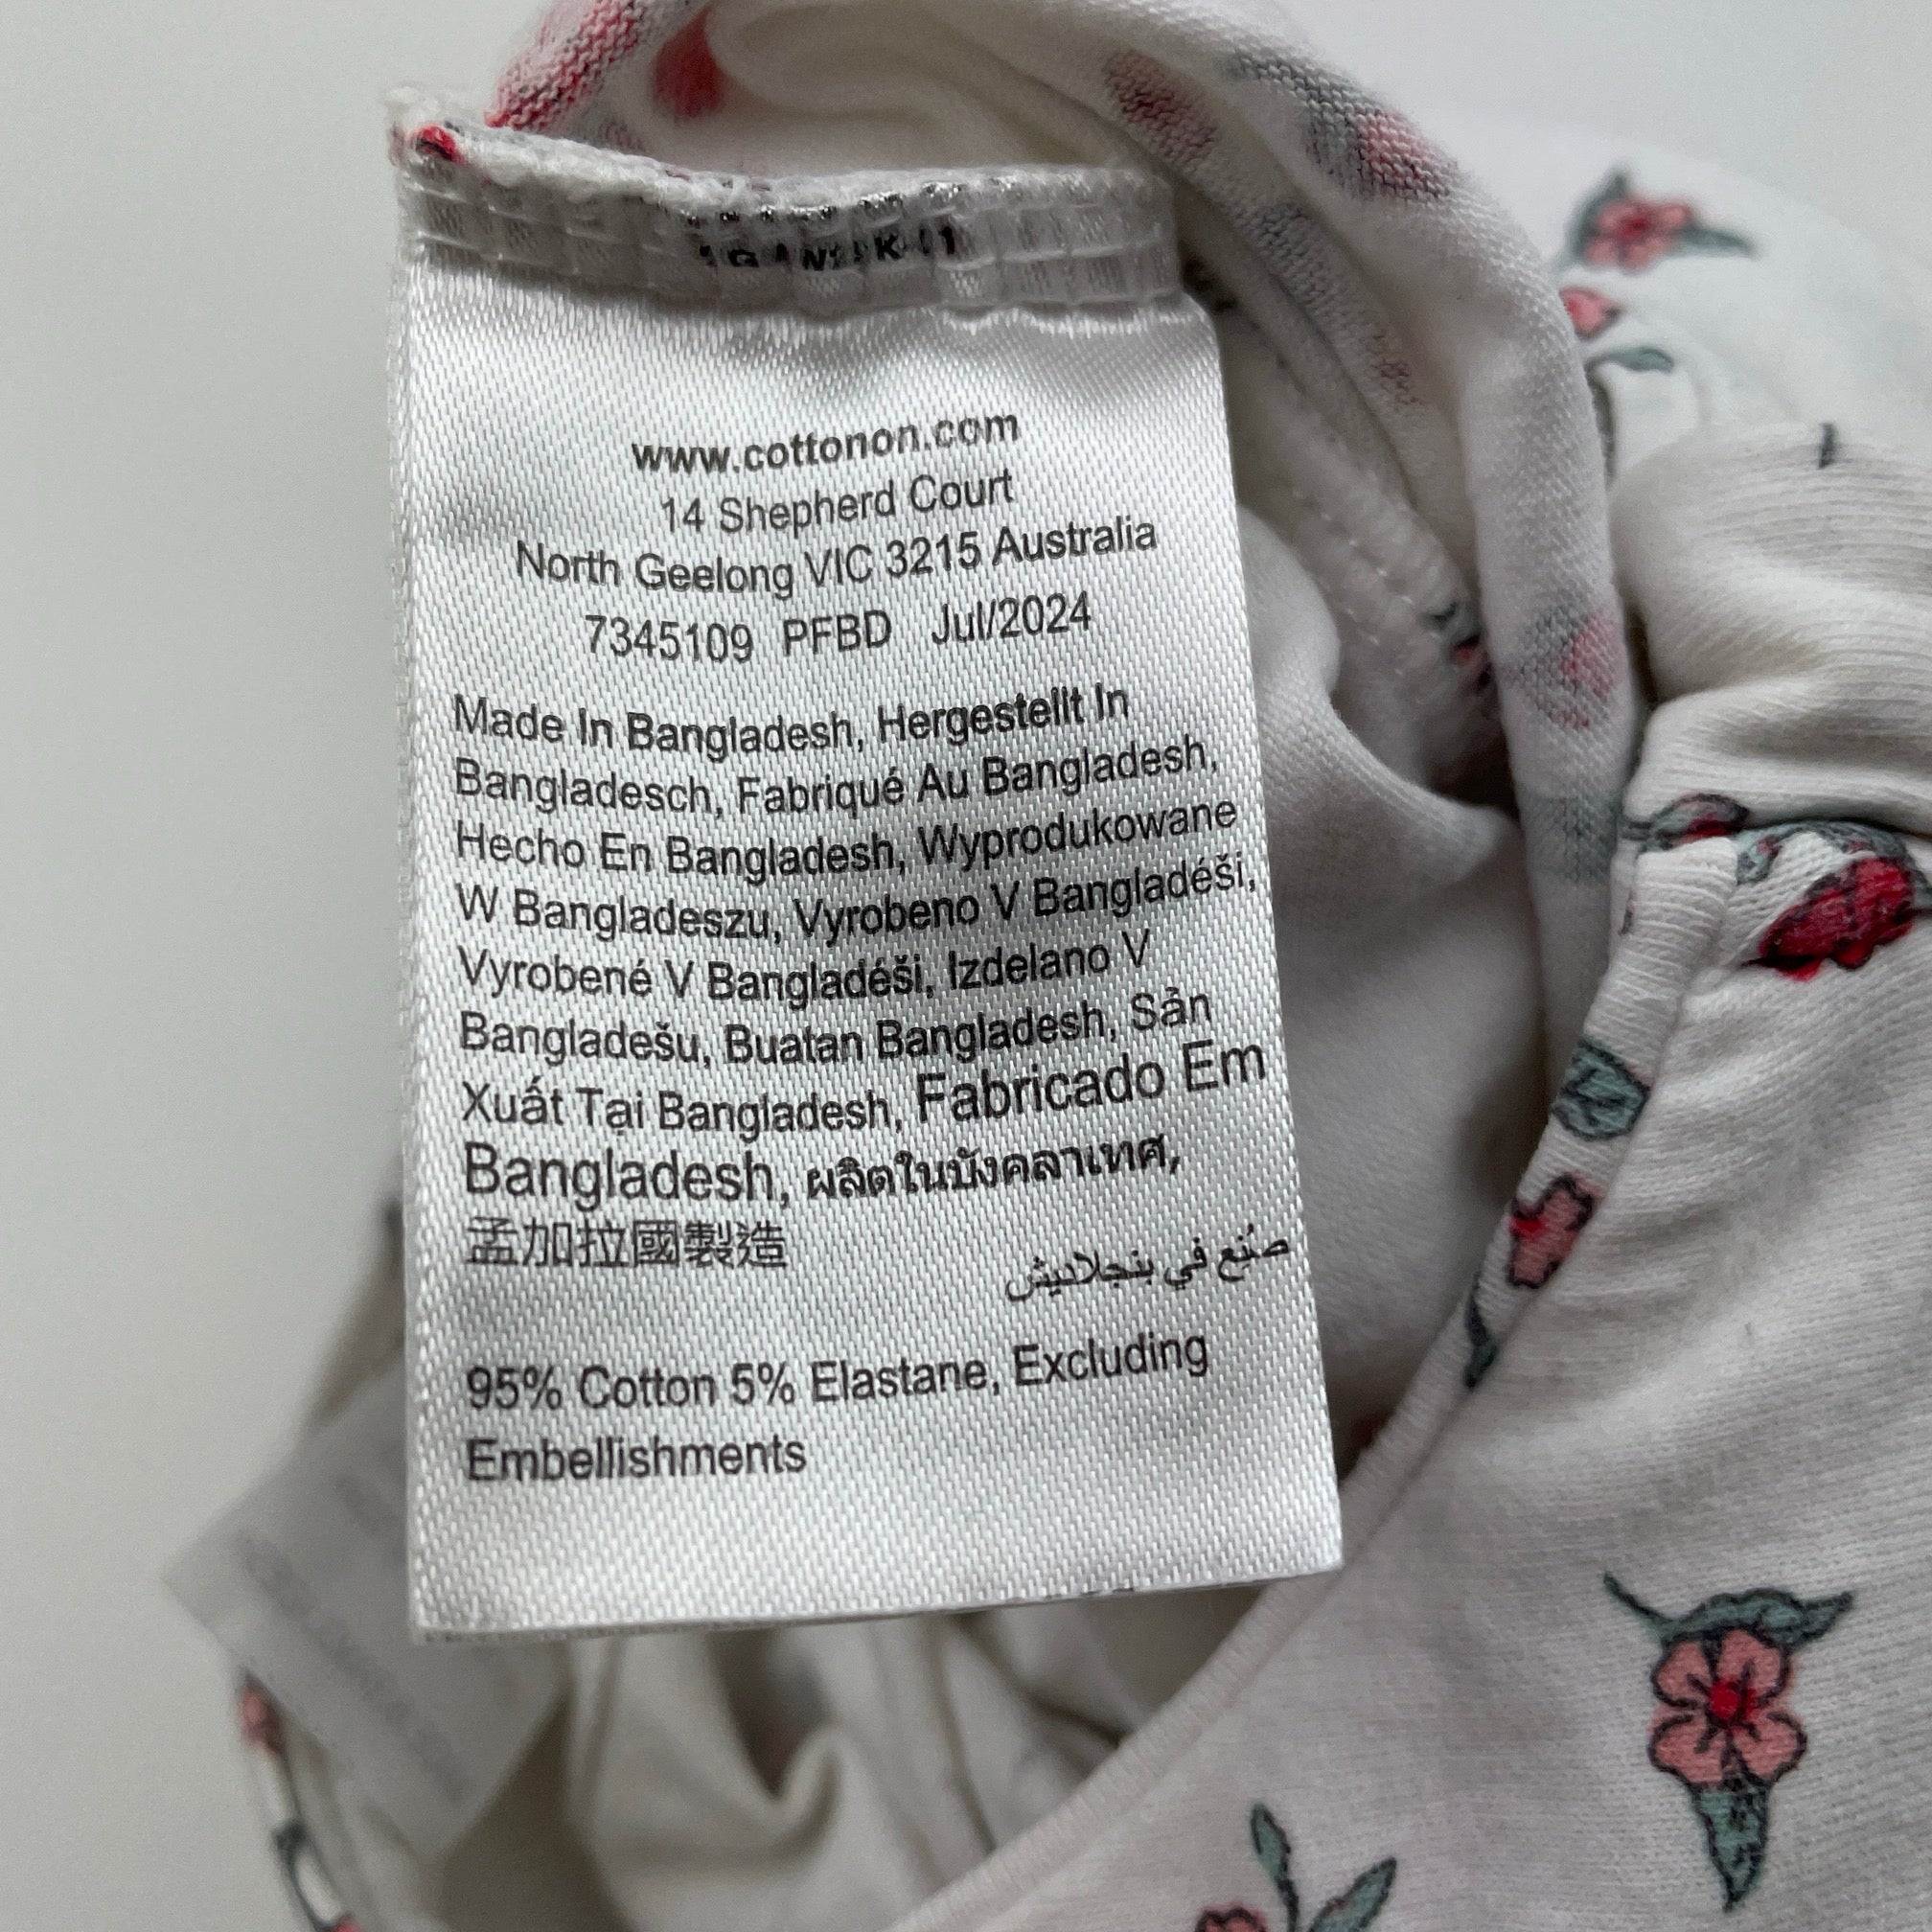 www.cottonon.com
14 Shepherd Court
North Geelong VIC 3215 Australia
7345109 PFBD Jul/2024
Made In Bangladesh, Hergestellt In
Bangladesch, Fabriqué Au Bangladesh,
Hecho En Bangladesh, Wyprodukowane
W Bangladeszu, Vyrobeno V Bangladéši,
Vyrobené V Bangladéši, Izdelano V
Bangladešu, Buatan Bangladesh, Sản
Xuất Tại Bangladesh, Fabricado Em
Bangladesh, ผลิตในบังคลาเทศ,
孟加拉國製造
صُنع في بنجلاديش
95% Cotton 5% Elastane, Excluding
Embellishments